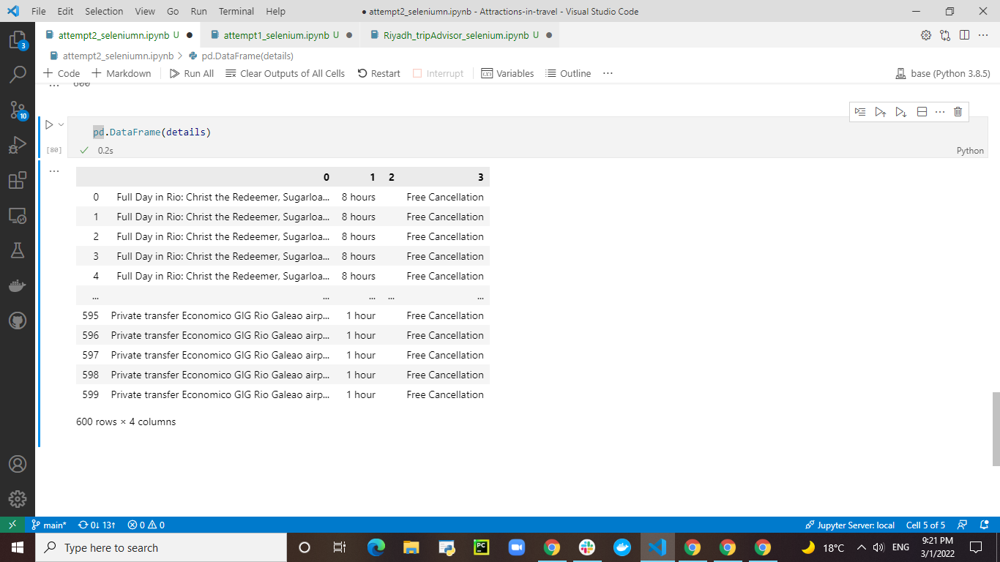 File Edit Selection View Go Run Terminal Help ● attempt2_seleniumn.ipynb - Attractions-in-travel - Visual Studio Code
attempt2_seleniumn.ipynb U ● attempt1_selenium.ipynb U ● Riyadh_tripAdvisor_selenium.ipynb U ●
3
attempt2_seleniumn.ipynb > pd.DataFrame(details)
+ Code + Markdown Run All Clear Outputs of All Cells Restart Interrupt Variables Outline ... base (Python 3.8.5)
... 600
10
pd.DataFrame(details)
[80] ✓ 0.2s Python
...
0 1 2 3
0 Full Day in Rio: Christ the Redeemer, Sugarloa... 8 hours Free Cancellation
1 Full Day in Rio: Christ the Redeemer, Sugarloa... 8 hours Free Cancellation
2 Full Day in Rio: Christ the Redeemer, Sugarloa... 8 hours Free Cancellation
3 Full Day in Rio: Christ the Redeemer, Sugarloa... 8 hours Free Cancellation
4 Full Day in Rio: Christ the Redeemer, Sugarloa... 8 hours Free Cancellation
... ... ... ... ...
595 Private transfer Economico GIG Rio Galeao airp... 1 hour Free Cancellation
596 Private transfer Economico GIG Rio Galeao airp... 1 hour Free Cancellation
597 Private transfer Economico GIG Rio Galeao airp... 1 hour Free Cancellation
598 Private transfer Economico GIG Rio Galeao airp... 1 hour Free Cancellation
599 Private transfer Economico GIG Rio Galeao airp... 1 hour Free Cancellation
600 rows × 4 columns
main* 0↓ 13↑ 0 0 Jupyter Server: local Cell 5 of 5
Type here to search PC 18°C ENG 9:21 PM
3/1/2022